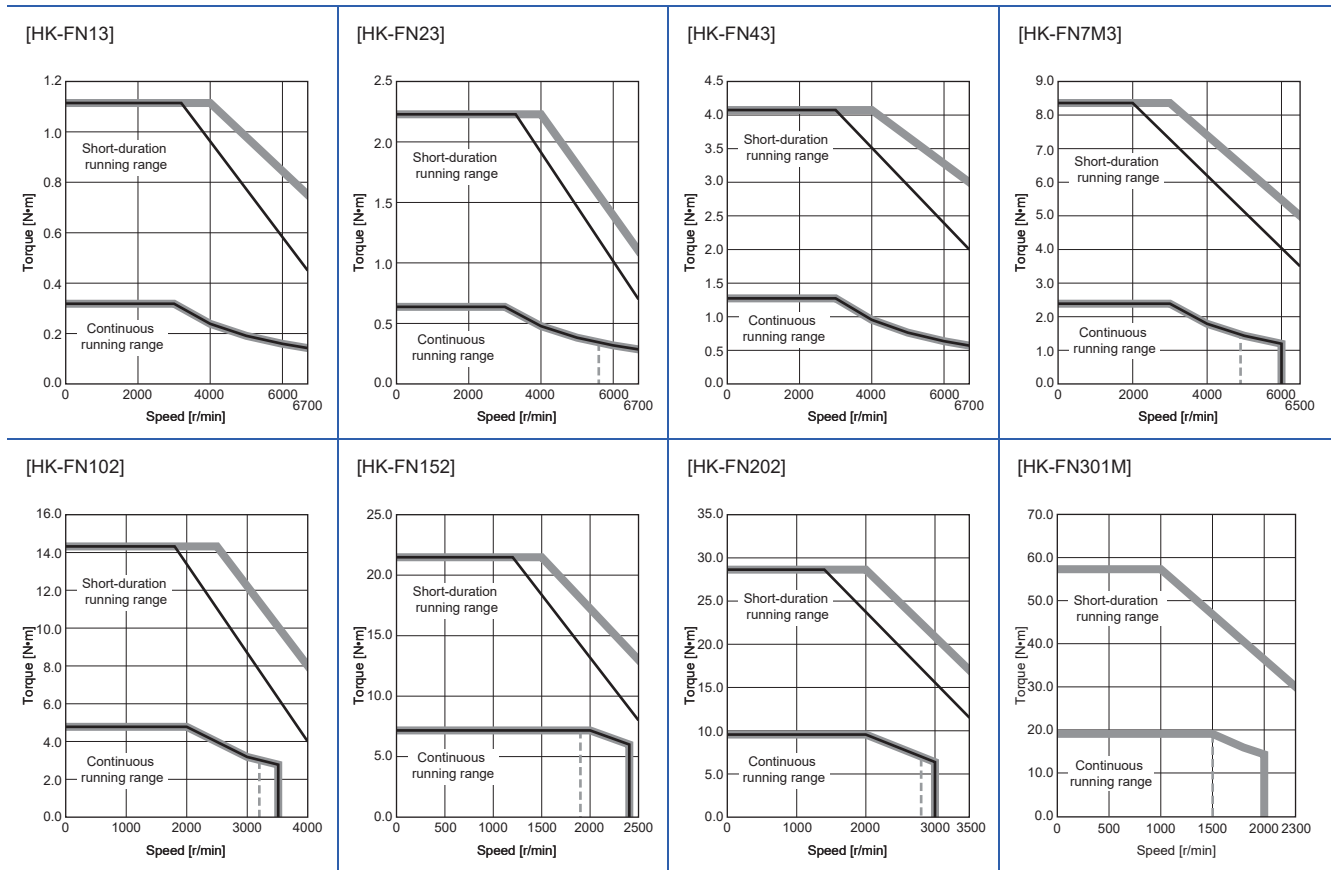 [HK-FN13]
1.2
1.0
0.8
0.6
0.4
0.2
0.0
Torque [N•m]
Short-duration
running range
Continuous
running range
0
2000
4000
6000
6700
Speed [r/min]
[HK-FN23]
2.5
2.0
1.5
1.0
0.5
0.0
Torque [N•m]
Short-duration
running range
Continuous
running range
0
2000
4000
6000
6700
Speed [r/min]
[HK-FN43]
4.5
4.0
3.5
3.0
2.5
2.0
1.5
1.0
0.5
0.0
Torque [N•m]
Short-duration
running range
Continuous
running range
0
2000
4000
6000
6700
Speed [r/min]
[HK-FN7M3]
9.0
8.0
7.0
6.0
5.0
4.0
3.0
2.0
1.0
0.0
Torque [N•m]
Short-duration
running range
Continuous
running range
0
2000
4000
6000
6500
Speed [r/min]
[HK-FN102]
16.0
14.0
12.0
10.0
8.0
6.0
4.0
2.0
0.0
Torque [N•m]
Short-duration
running range
Continuous
running range
0
1000
2000
3000
4000
Speed [r/min]
[HK-FN152]
25.0
20.0
15.0
10.0
5.0
0.0
Torque [N•m]
Short-duration
running range
Continuous
running range
0
500
1000
1500
2000
2500
Speed [r/min]
[HK-FN202]
35.0
30.0
25.0
20.0
15.0
10.0
5.0
0.0
Torque [N•m]
Short-duration
running range
Continuous
running range
0
1000
2000
3000
3500
Speed [r/min]
[HK-FN301M]
70.0
60.0
50.0
40.0
30.0
20.0
10.0
0.0
Torque [N•m]
Short-duration
running range
Continuous
running range
0
500
1000
1500
2000
2300
Speed [r/min]